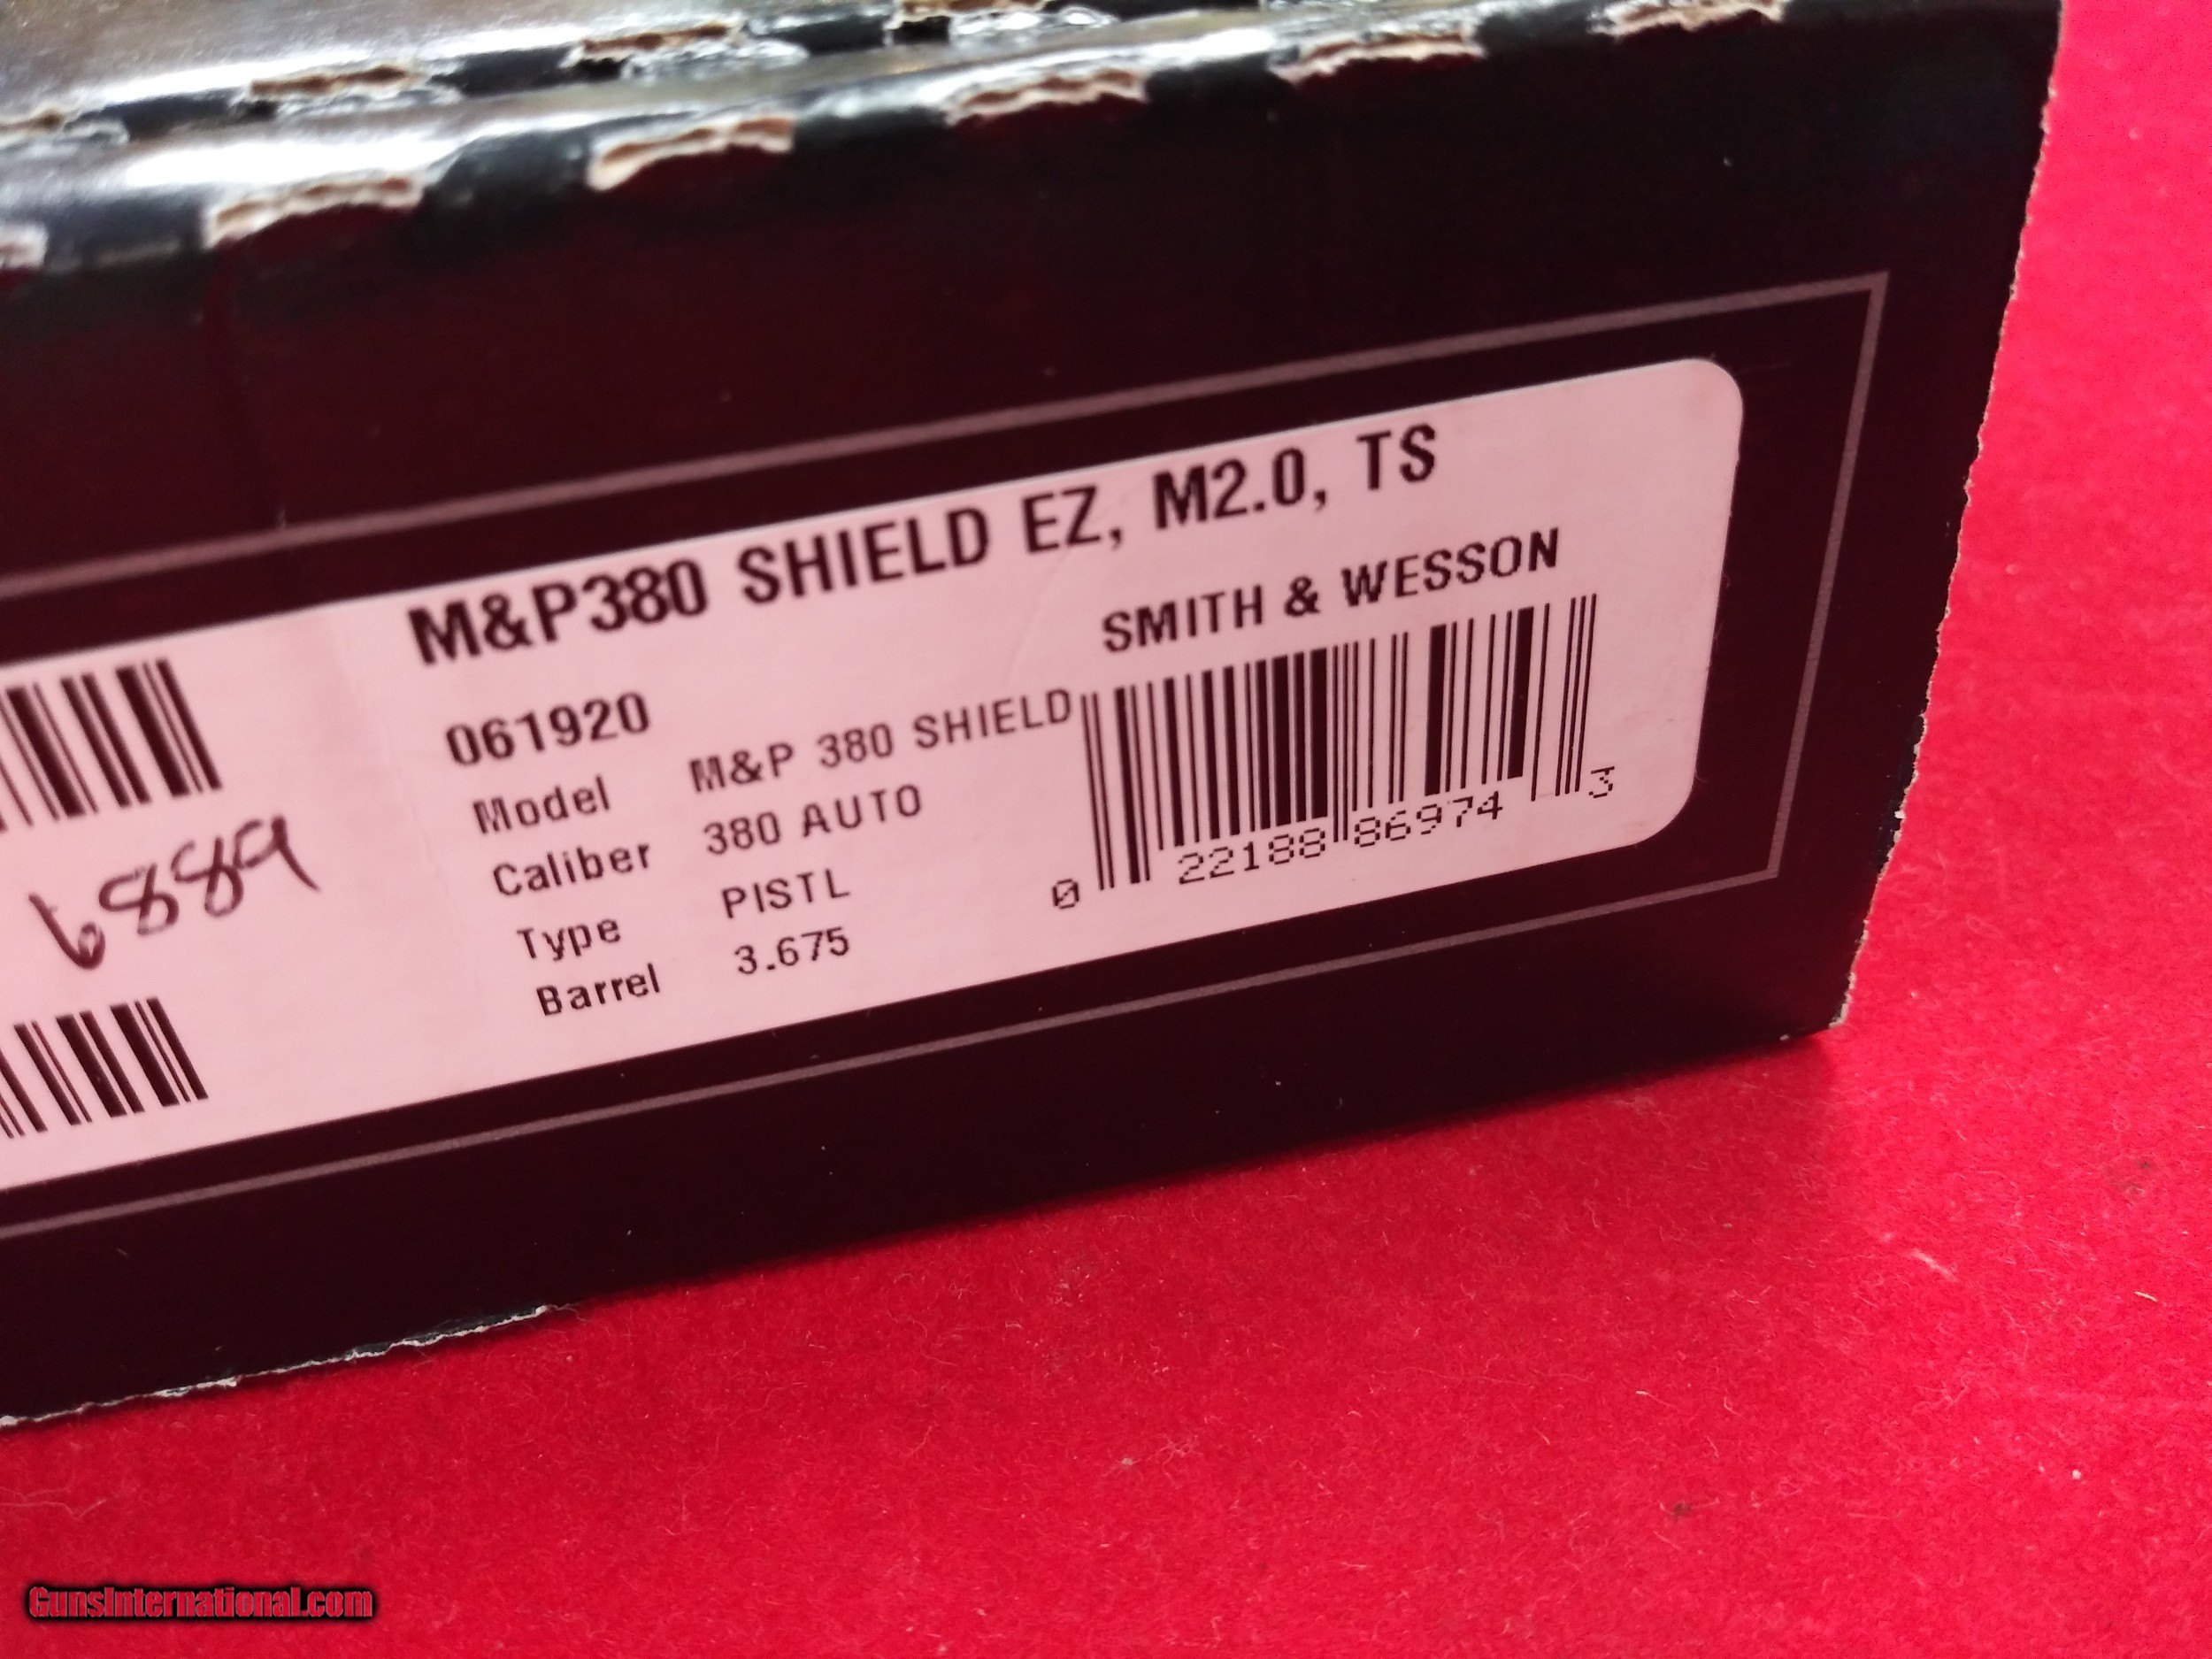 M&P380 SHIELD EZ, M2.0, TS
SMITH & WESSON
061920
Model M&P 380 SHIELD
Caliber 380 AUTO
Type PISTL
Barrel 3.675
0 22188 86974 3
6889
GunsInternational.com